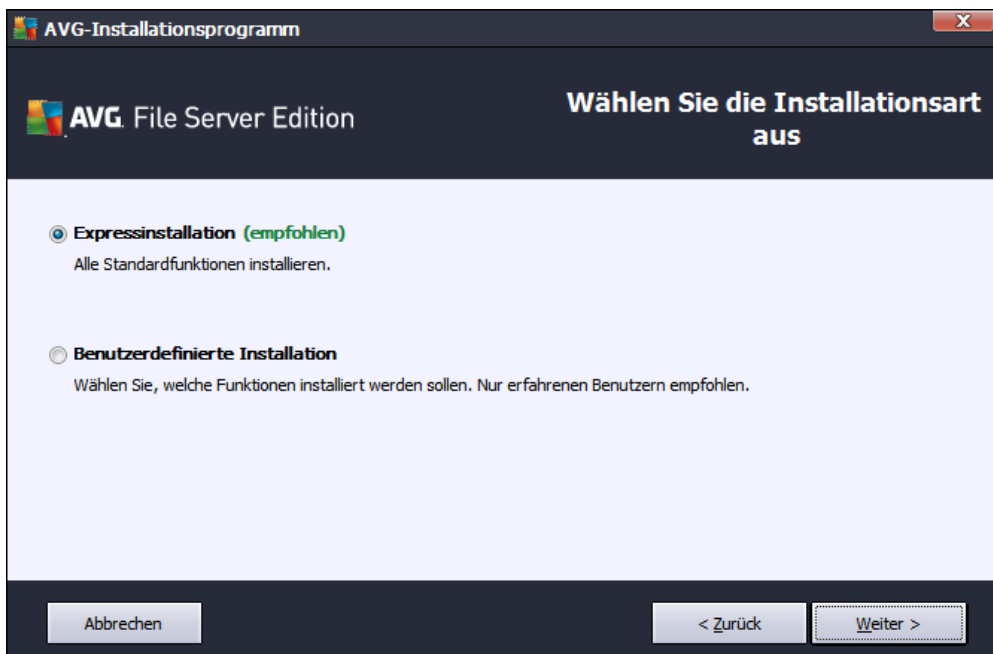 AVG-Installationsprogramm
X
AVG. File Server Edition
Wählen Sie die Installationsart
aus
Expressinstallation (empfohlen)
Alle Standardfunktionen installieren.
Benutzerdefinierte Installation
Wählen Sie, welche Funktionen installiert werden sollen. Nur erfahrenen Benutzern empfohlen.
Abbrechen
< Zurück
Weiter >